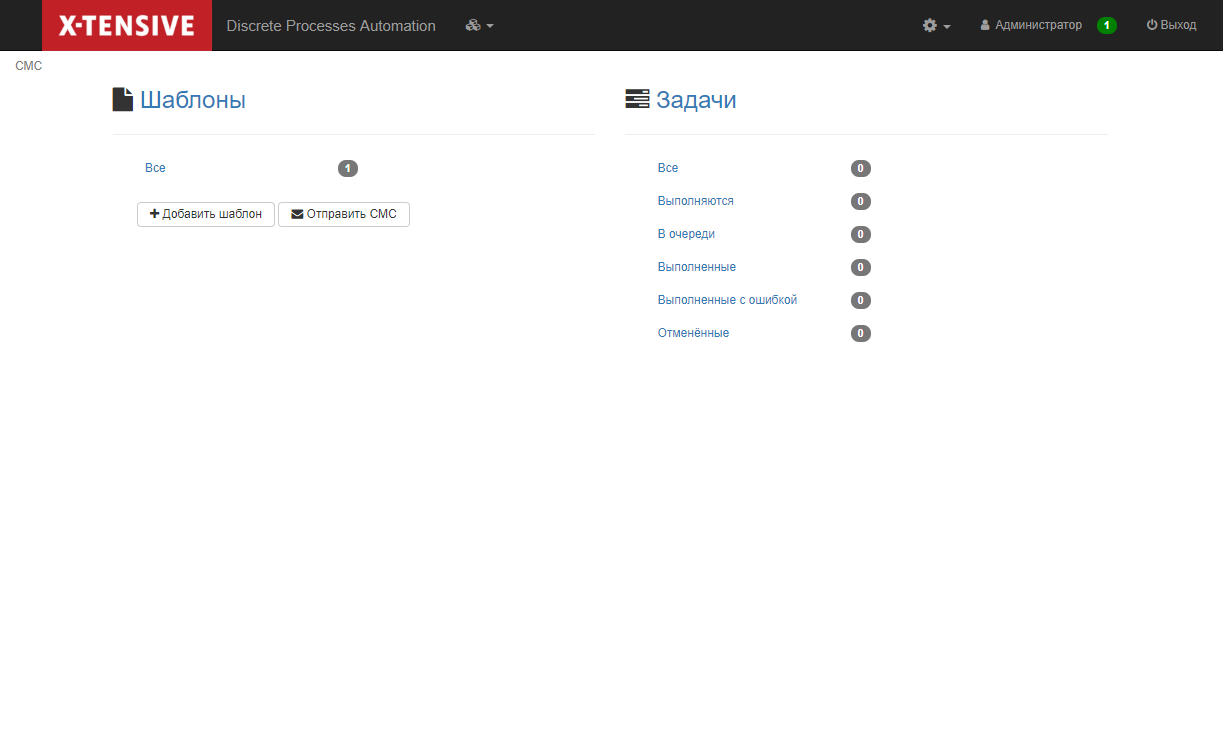 X-TENSIVE Discrete Processes Automation Администратор 1 Выход
СМС
Шаблоны
Все 1
Добавить шаблон Отправить СМС
Задачи
Все 0
Выполняются 0
В очереди 0
Выполненные 0
Выполненные с ошибкой 0
Отменённые 0